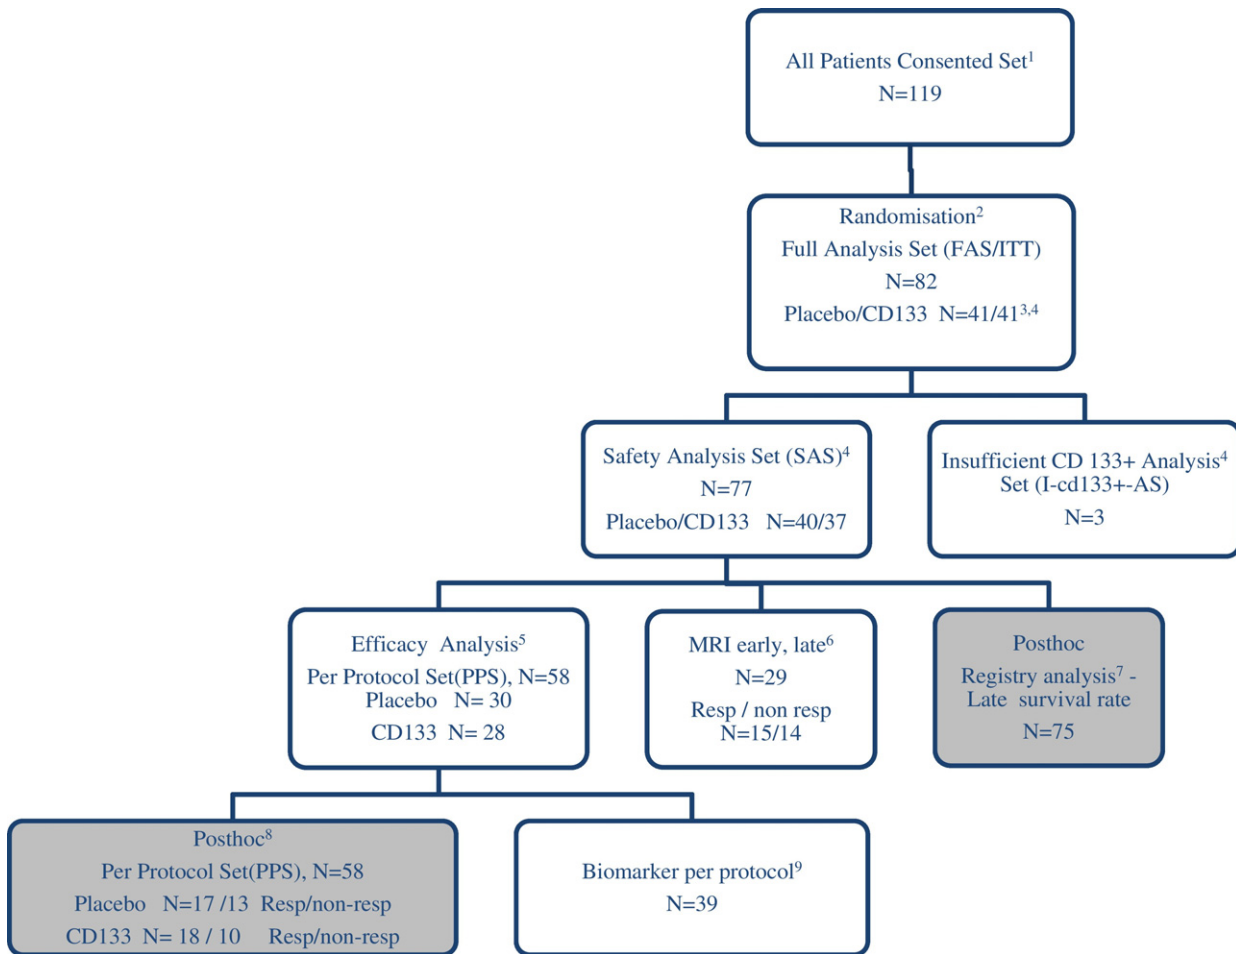 All Patients Consented Set¹
N=119
Randomisation²
Full Analysis Set (FAS/ITT)
N=82
Placebo/CD133 N=41/41³,⁴
Safety Analysis Set (SAS)⁴
N=77
Placebo/CD133 N=40/37
Insufficient CD 133+ Analysis⁴
Set (I-cd133+-AS)
N=3
Efficacy Analysis⁵
Per Protocol Set(PPS), N=58
Placebo N= 30
CD133 N= 28
MRI early, late⁶
N=29
Resp / non resp
N=15/14
Posthoc
Registry analysis⁷ -
Late survival rate
N=75
Posthoc⁸
Per Protocol Set(PPS), N=58
Placebo N=17 /13 Resp/non-resp
CD133 N= 18 / 10 Resp/non-resp
Biomarker per protocol⁹
N=39